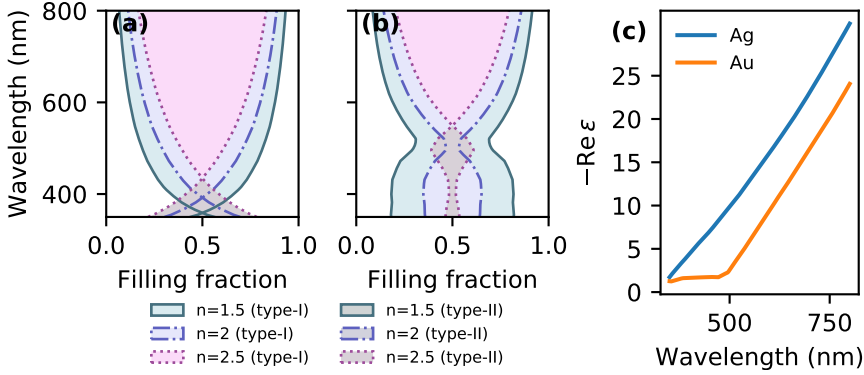 (a)
Wavelength (nm)
800
600
400
0.0
0.5
1.0
Filling fraction
(b)
0.0
0.5
1.0
Filling fraction
n=1.5 (type-I)
n=2 (type-I)
n=2.5 (type-I)
n=1.5 (type-II)
n=2 (type-II)
n=2.5 (type-II)
(c)
Ag
Au
−Re ε
25
20
15
10
5
0
500
750
Wavelength (nm)